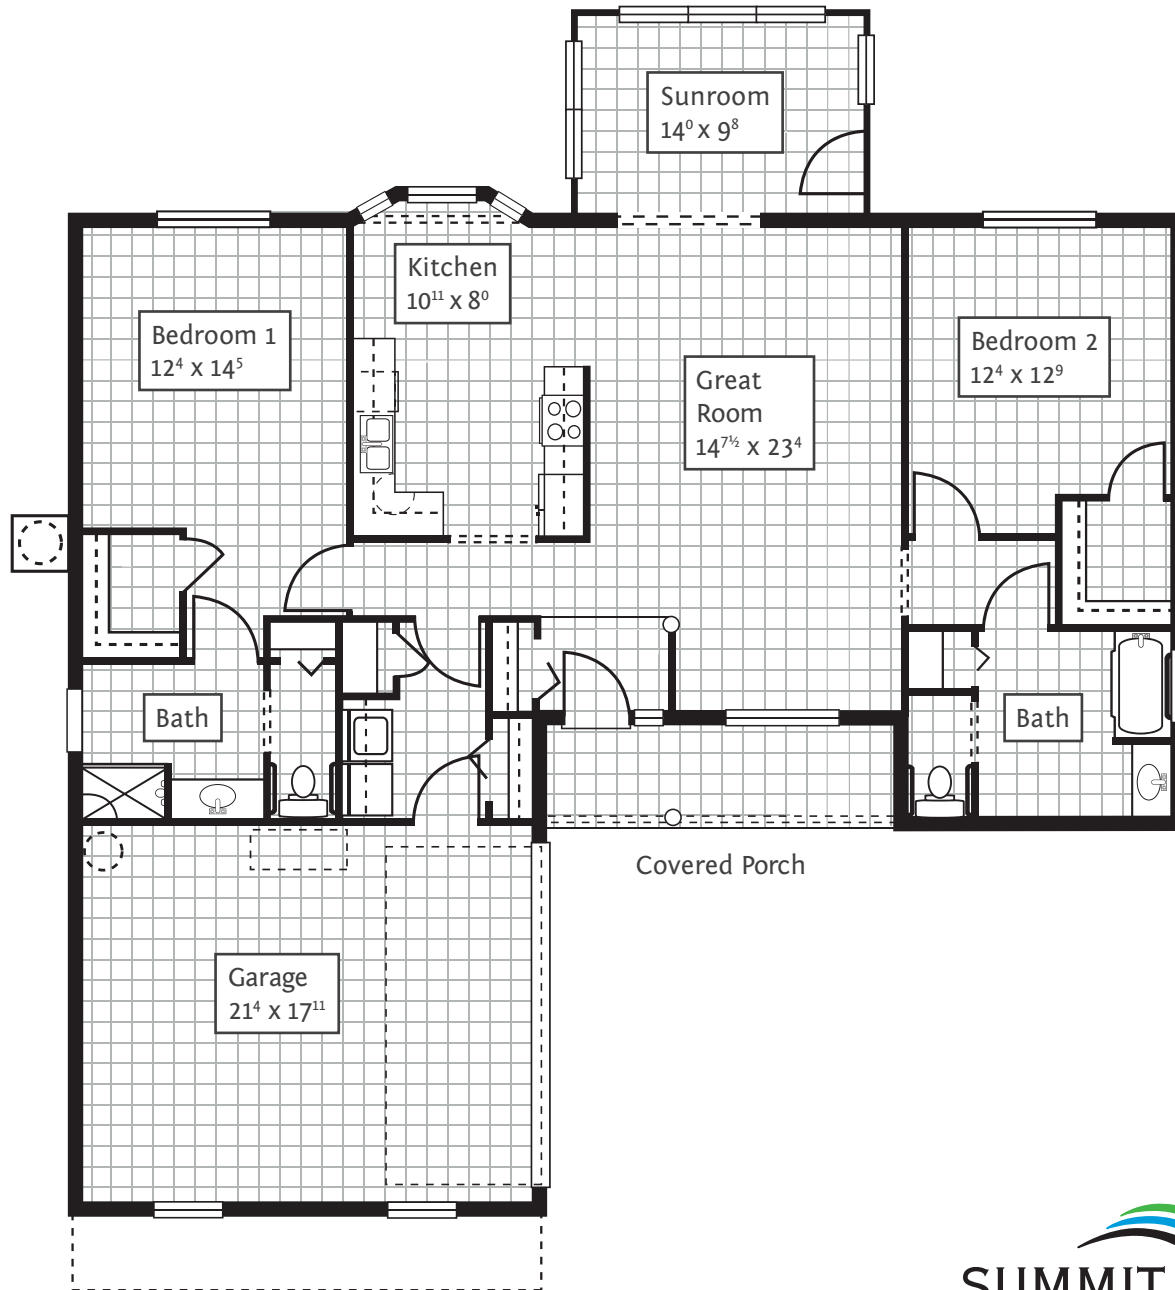 Sunroom
14⁰ x 9⁸
Kitchen
10¹¹ x 8⁰
Bedroom 1
12⁴ x 14⁵
Great
Room
14⁷½ x 23⁴
Bedroom 2
12⁴ x 12⁹
Bath
Bath
Covered Porch
Garage
21⁴ x 17¹¹
SUMMIT